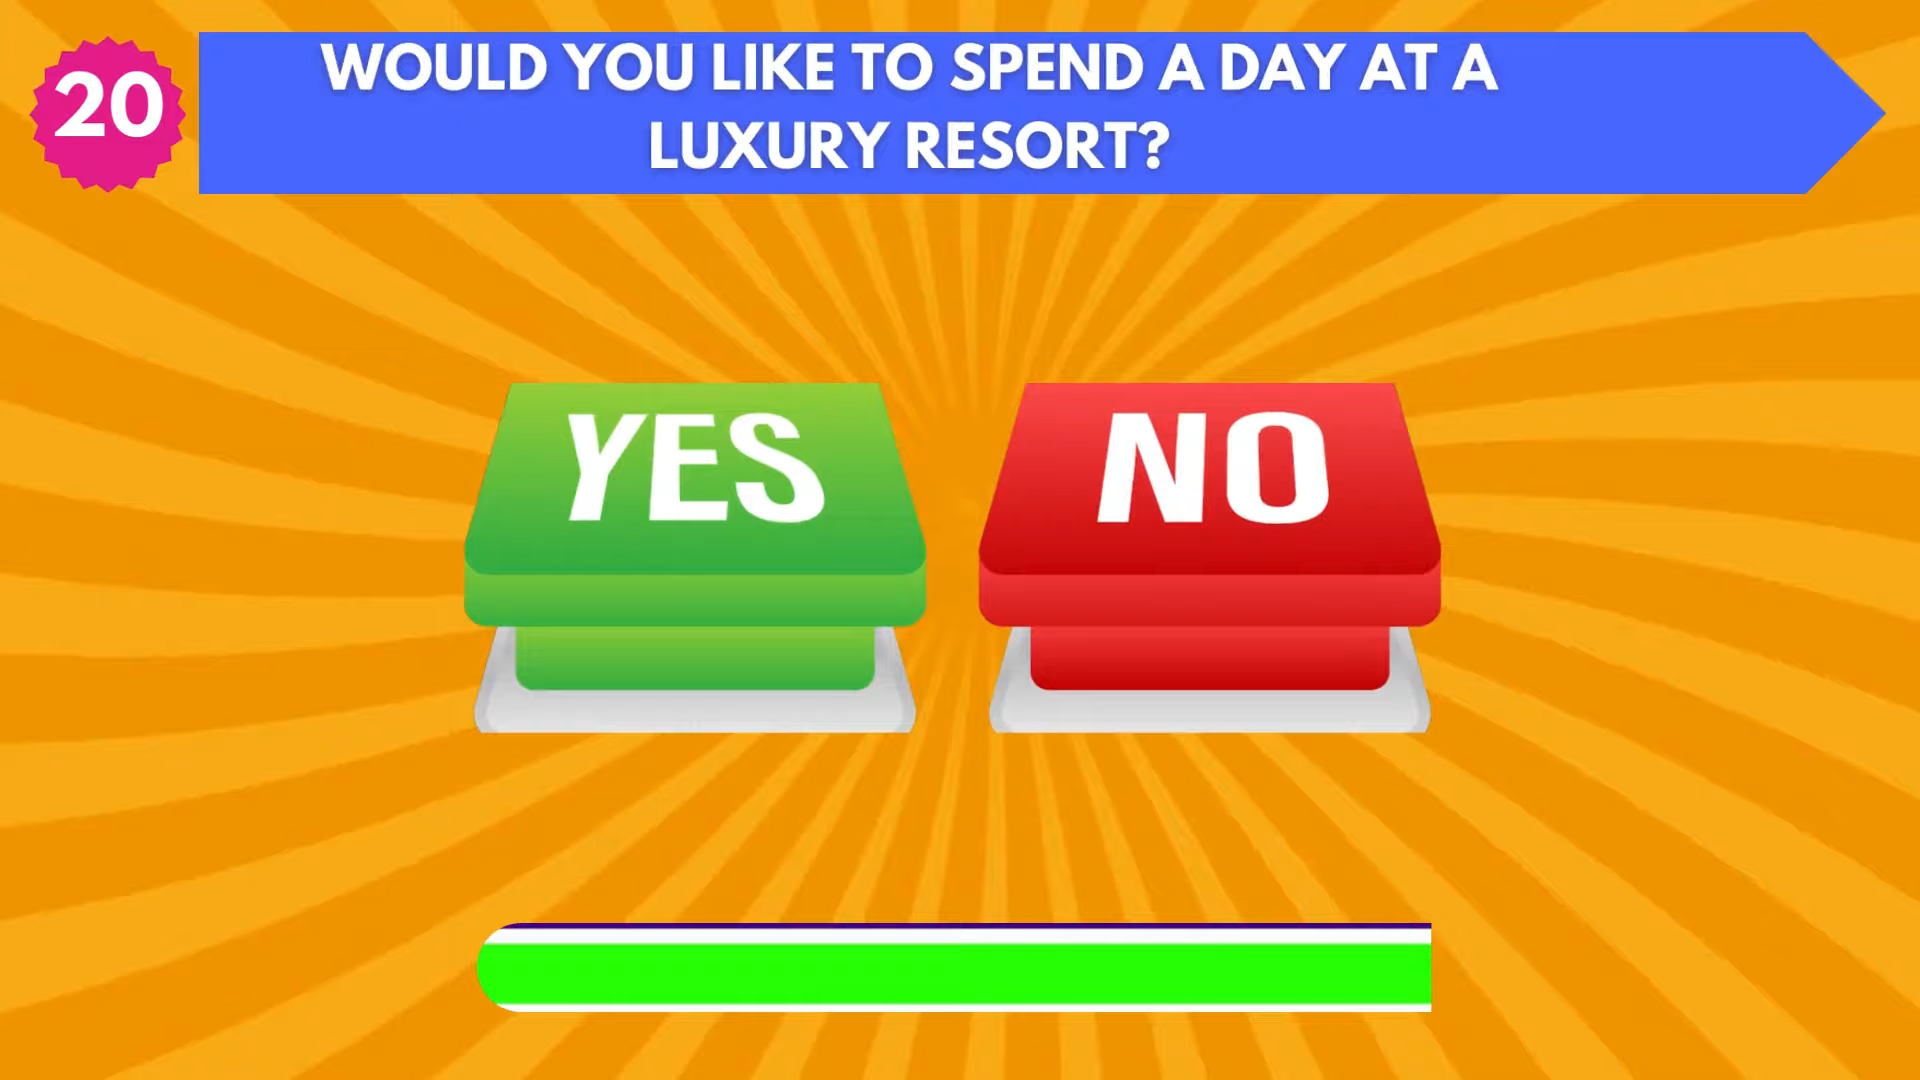 20
WOULD YOU LIKE TO SPEND A DAY AT A
LUXURY RESORT?
YES
NO